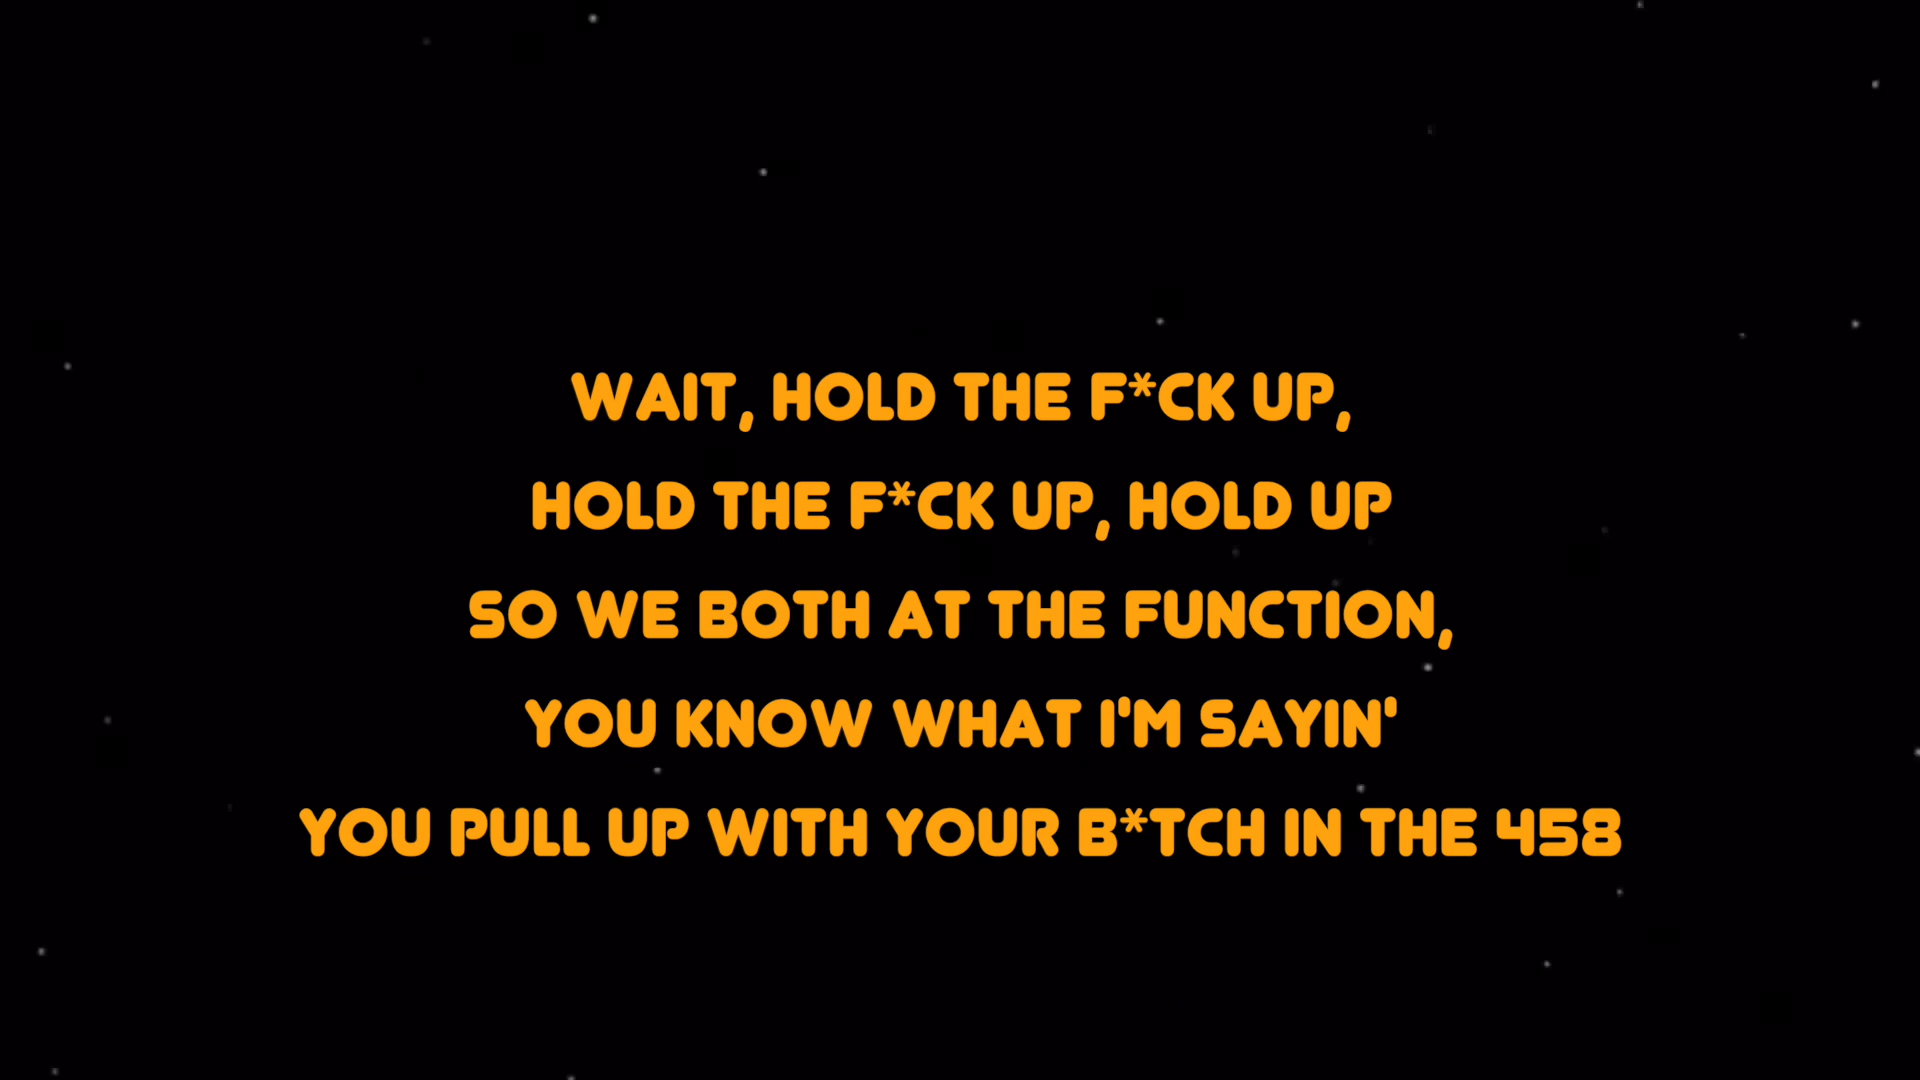 WAIT, HOLD THE F*CK UP,
HOLD THE F*CK UP, HOLD UP
SO WE BOTH AT THE FUNCTION,
YOU KNOW WHAT I'M SAYIN'
YOU PULL UP WITH YOUR B*TCH IN THE 458